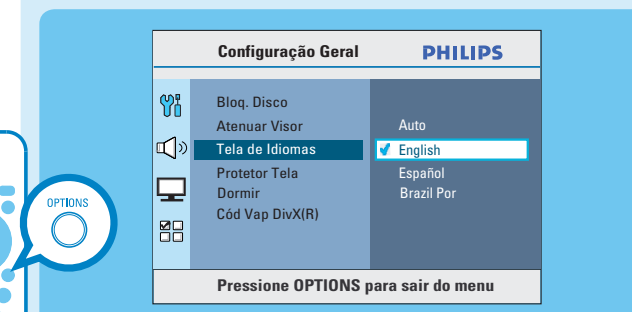 Configuração Geral
PHILIPS
Bloq. Disco
Atenuar Visor
Auto
Tela de Idiomas
English
Protetor Tela
Español
Dormir
Brazil Por
Cód Vap DivX(R)
OPTIONS
Pressione OPTIONS para sair do menu